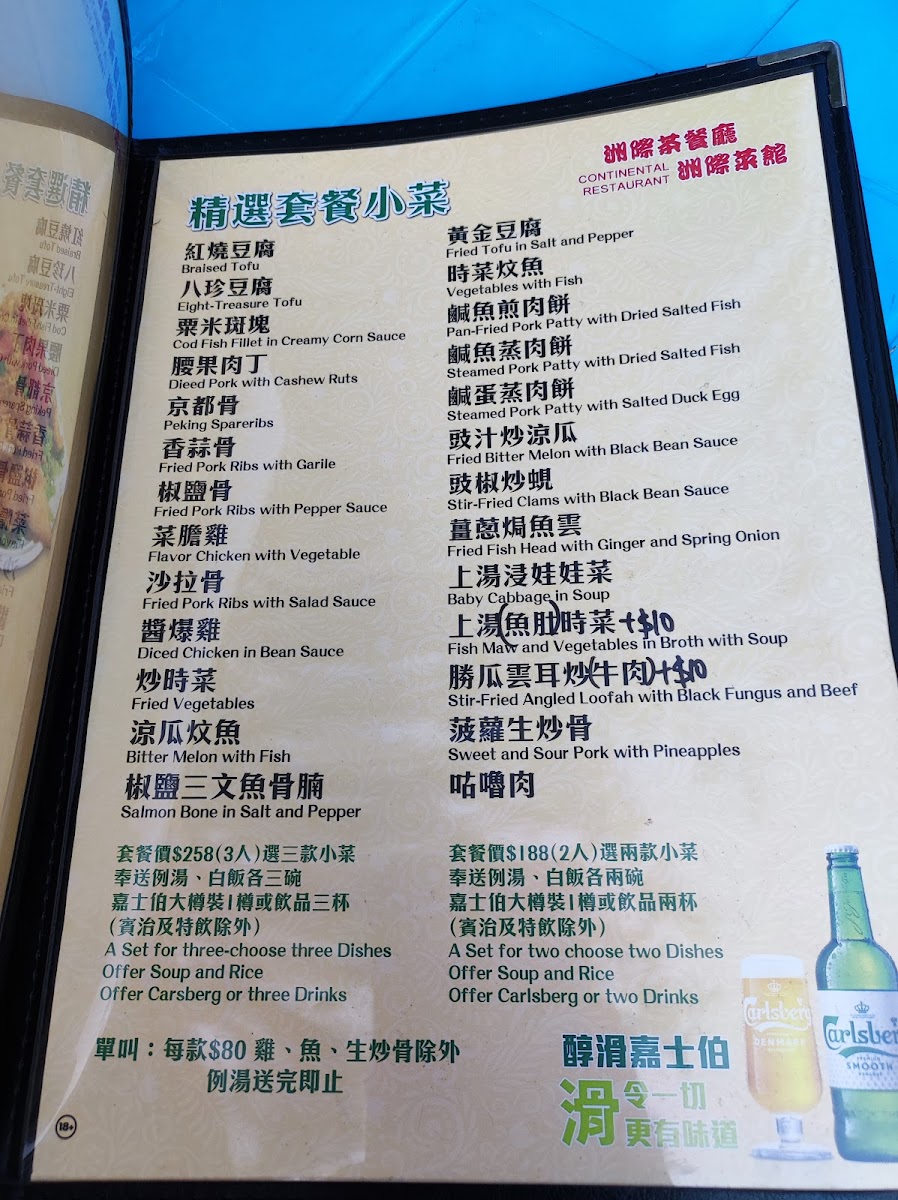 洲際茶餐廳
CONTINENTAL RESTAURANT 洲際菜館
精選套餐小菜
紅燒豆腐
Braised Tofu
八珍豆腐
Eight-Treasure Tofu
粟米斑塊
Cod Fish Fillet in Creamy Corn Sauce
腰果肉丁
Dieed Pork with Cashew Ruts
京都骨
Peking Spareribs
香蒜骨
Fried Pork Ribs with Garile
椒鹽骨
Fried Pork Ribs with Pepper Sauce
菜膽雞
Flavor Chicken with Vegetable
沙拉骨
Fried Pork Ribs with Salad Sauce
醬爆雞
Diced Chicken in Bean Sauce
炒時菜
Fried Vegetables
涼瓜炆魚
Bitter Melon with Fish
椒鹽三文魚骨腩
Salmon Bone in Salt and Pepper
黃金豆腐
Fried Tofu in Salt and Pepper
時菜炆魚
Vegetables with Fish
鹹魚煎肉餅
Pan-Fried Pork Patty with Dried Salted Fish
鹹魚蒸肉餅
Steamed Pork Patty with Dried Salted Fish
鹹蛋蒸肉餅
Steamed Pork Patty with Salted Duck Egg
豉汁炒涼瓜
Fried Bitter Melon with Black Bean Sauce
豉椒炒蜆
Stir-Fried Clams with Black Bean Sauce
薑蔥焗魚雲
Fried Fish Head with Ginger and Spring Onion
上湯浸娃娃菜
Baby Cabbage in Soup
上湯(魚肚)時菜+$10
Fish Maw and Vegetables in Broth with Soup
勝瓜雲耳炒(牛肉)+$10
Stir-Fried Angled Loofah with Black Fungus and Beef
菠蘿生炒骨
Sweet and Sour Pork with Pineapples
咕嚕肉
套餐價$258(3人)選三款小菜
奉送例湯、白飯各三碗
嘉士伯大樽裝1樽或飲品三杯
(賓治及特飲除外)
A Set for three-choose three Dishes
Offer Soup and Rice
Offer Carsberg or three Drinks
套餐價$188(2人)選兩款小菜
奉送例湯、白飯各兩碗
嘉士伯大樽裝1樽或飲品兩杯
(賓治及特飲除外)
A Set for two choose two Dishes
Offer Soup and Rice
Offer Carlsberg or two Drinks
單叫：每款$80 雞、魚、生炒骨除外
例湯送完即止
醇滑嘉士伯
滑令一切
更有味道
Carlsberg
DENMARK
Carlsberg
SMOOTH
18+